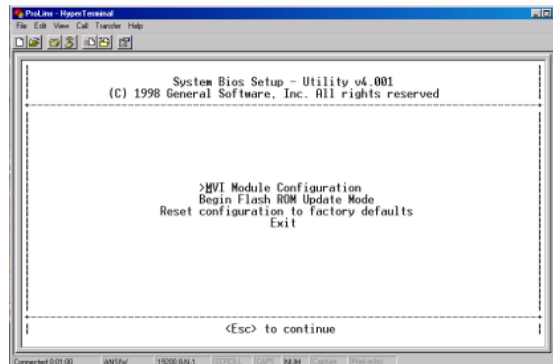 ProLinx - HyperTerminal
File Edit View Call Transfer Help
System Bios Setup - Utility v4.001
(C) 1998 General Software, Inc. All rights reserved
>MVI Module Configuration
Begin Flash ROM Update Mode
Reset configuration to factory defaults
Exit
<Esc> to continue
Connected 0:01:00 ANSIW 19200 8-N-1 SCROLL CAPS NUM Capture Print echo